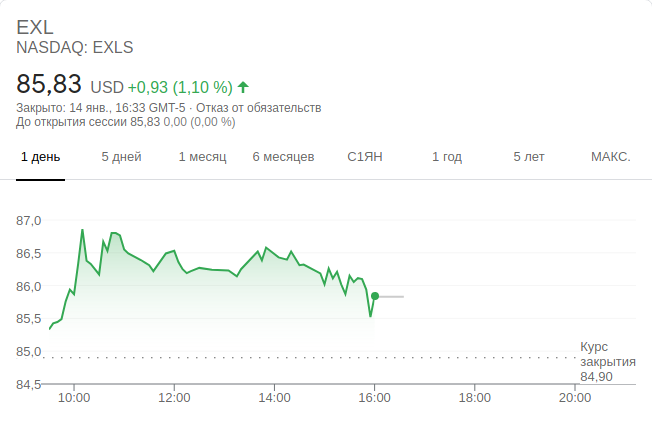 EXL
NASDAQ: EXLS
85,83 USD +0,93 (1,10 %)
Закрыто: 14 янв., 16:33 GMT-5 · Отказ от обязательств
До открытия сессии 85,83 0,00 (0,00 %)
1 день 5 дней 1 месяц 6 месяцев С1ЯН 1 год 5 лет МАКС.
87,0
86,5
86,0
85,5
85,0
84,5
Курс
закрытия
84,90
10:00 12:00 14:00 16:00 18:00 20:00